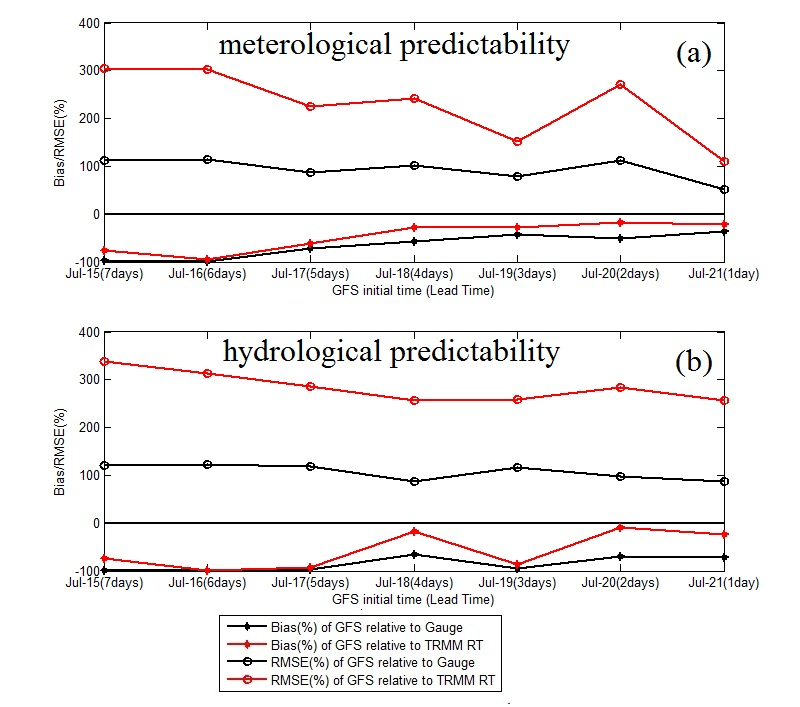 meterological predictability
(a)
400
300
200
100
0
-100
Bias/RMSE(%)
Jul-15(7days) Jul-16(6days) Jul-17(5days) Jul-18(4days) Jul-19(3days) Jul-20(2days) Jul-21(1day)
GFS initial time (Lead Time)
hydrological predictability
(b)
400
300
200
100
0
-100
Bias/RMSE(%)
Jul-15(7days) Jul-16(6days) Jul-17(5days) Jul-18(4days) Jul-19(3days) Jul-20(2days) Jul-21(1day)
GFS initial time (Lead Time)
Bias(%) of GFS relative to Gauge
Bias(%) of GFS relative to TRMM RT
RMSE(%) of GFS relative to Gauge
RMSE(%) of GFS relative to TRMM RT